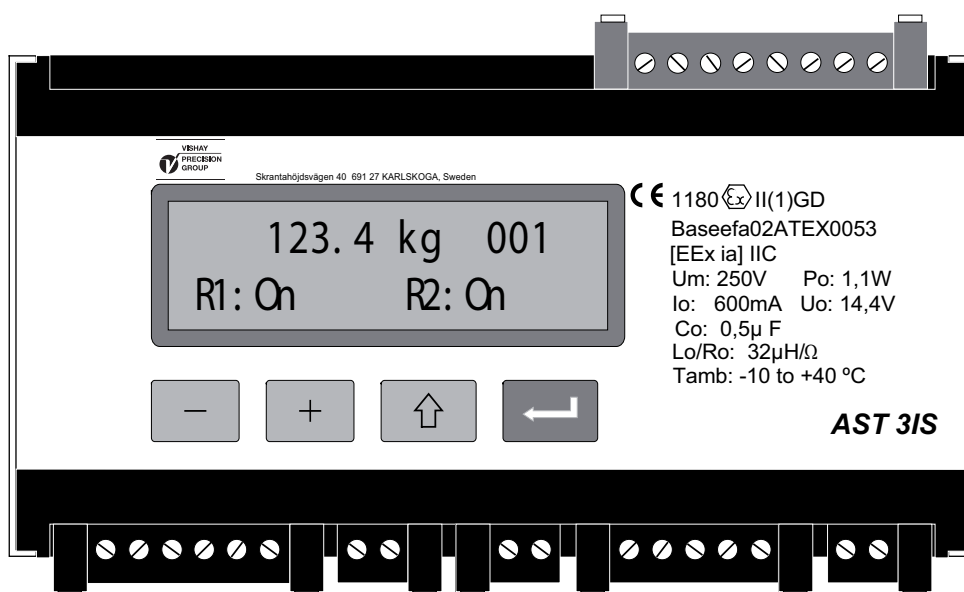 VISHAY
PRECISION
GROUP
Skrantahöjdsvägen 40 691 27 KARLSKOGA, Sweden
123.4 kg 001
R1: On R2: On
− + 
CE 1180 Ex II(1)GD
Baseefa02ATEX0053
[EEx ia] IIC
Um: 250V Po: 1,1W
Io: 600mA Uo: 14,4V
Co: 0,5µ F
Lo/Ro: 32µH/Ω
Tamb: -10 to +40 ºC
AST 3IS